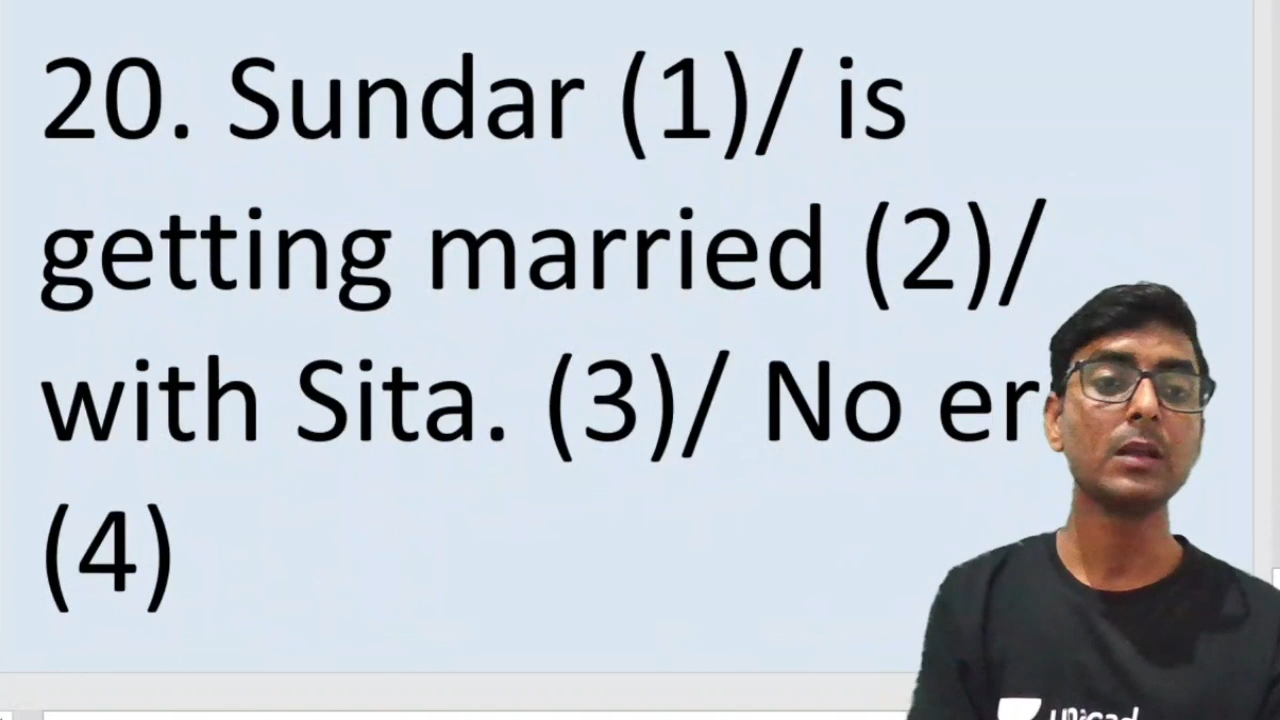 20. Sundar (1)/ is
getting married (2)/
with Sita. (3)/ No
(4)